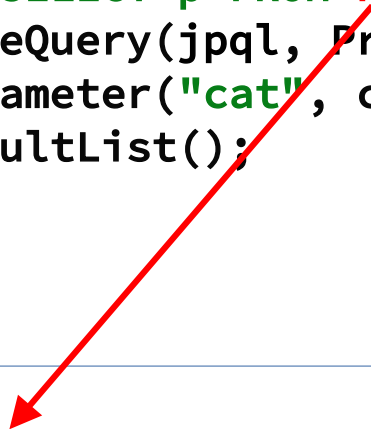 eQuery(jpql, Pr
ameter("cat", c
ultList();